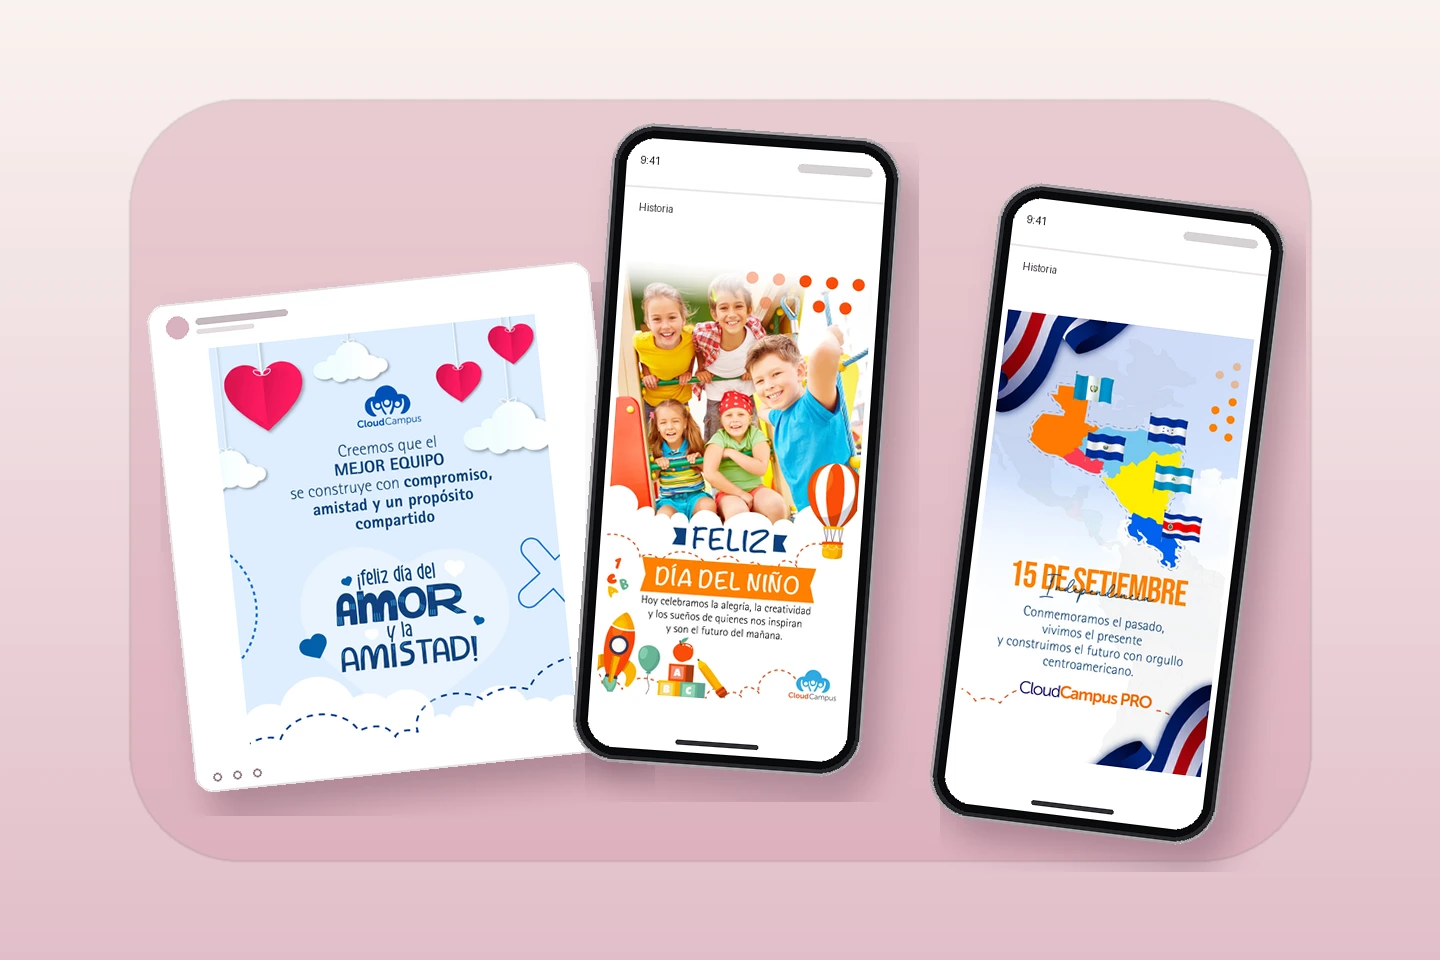 CloudCampus
Creemos que el
MEJOR EQUIPO
se construye con compromiso,
amistad y un propósito
compartido
¡feliz día del
AMOR
y la
AMISTAD!
9:41
Historia
FELIZ
DÍA DEL NIÑO
Hoy celebramos la alegría, la creatividad
y los sueños de quienes nos inspiran
y son el futuro del mañana.
1
C B
A
A
B C
CloudCampus
9:41
Historia
15 DE SETIEMBRE
Independencia
Conmemoramos el pasado,
vivimos el presente
y construimos el futuro con orgullo
centroamericano.
CloudCampus PRO